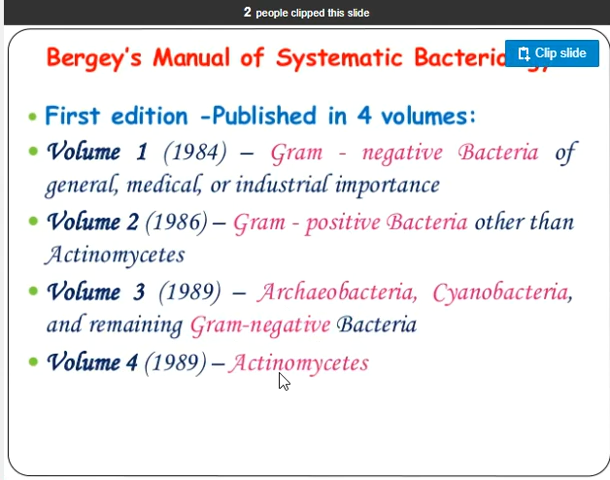 2 people clipped this slide
Bergey's Manual of Systematic
Clip slide
• First edition -Published in 4 volumes:
• Volume 1 (1984) – Gram - negative Bacteria of
general, medical, or industrial importance
• Volume 2 (1986) – Gram - positive Bacteria other than
Actinomycetes
• Volume 3 (1989) – Archaeobacteria, Cyanobacteria,
and remaining Gram-negative Bacteria
• Volume 4 (1989) – Actinomycetes